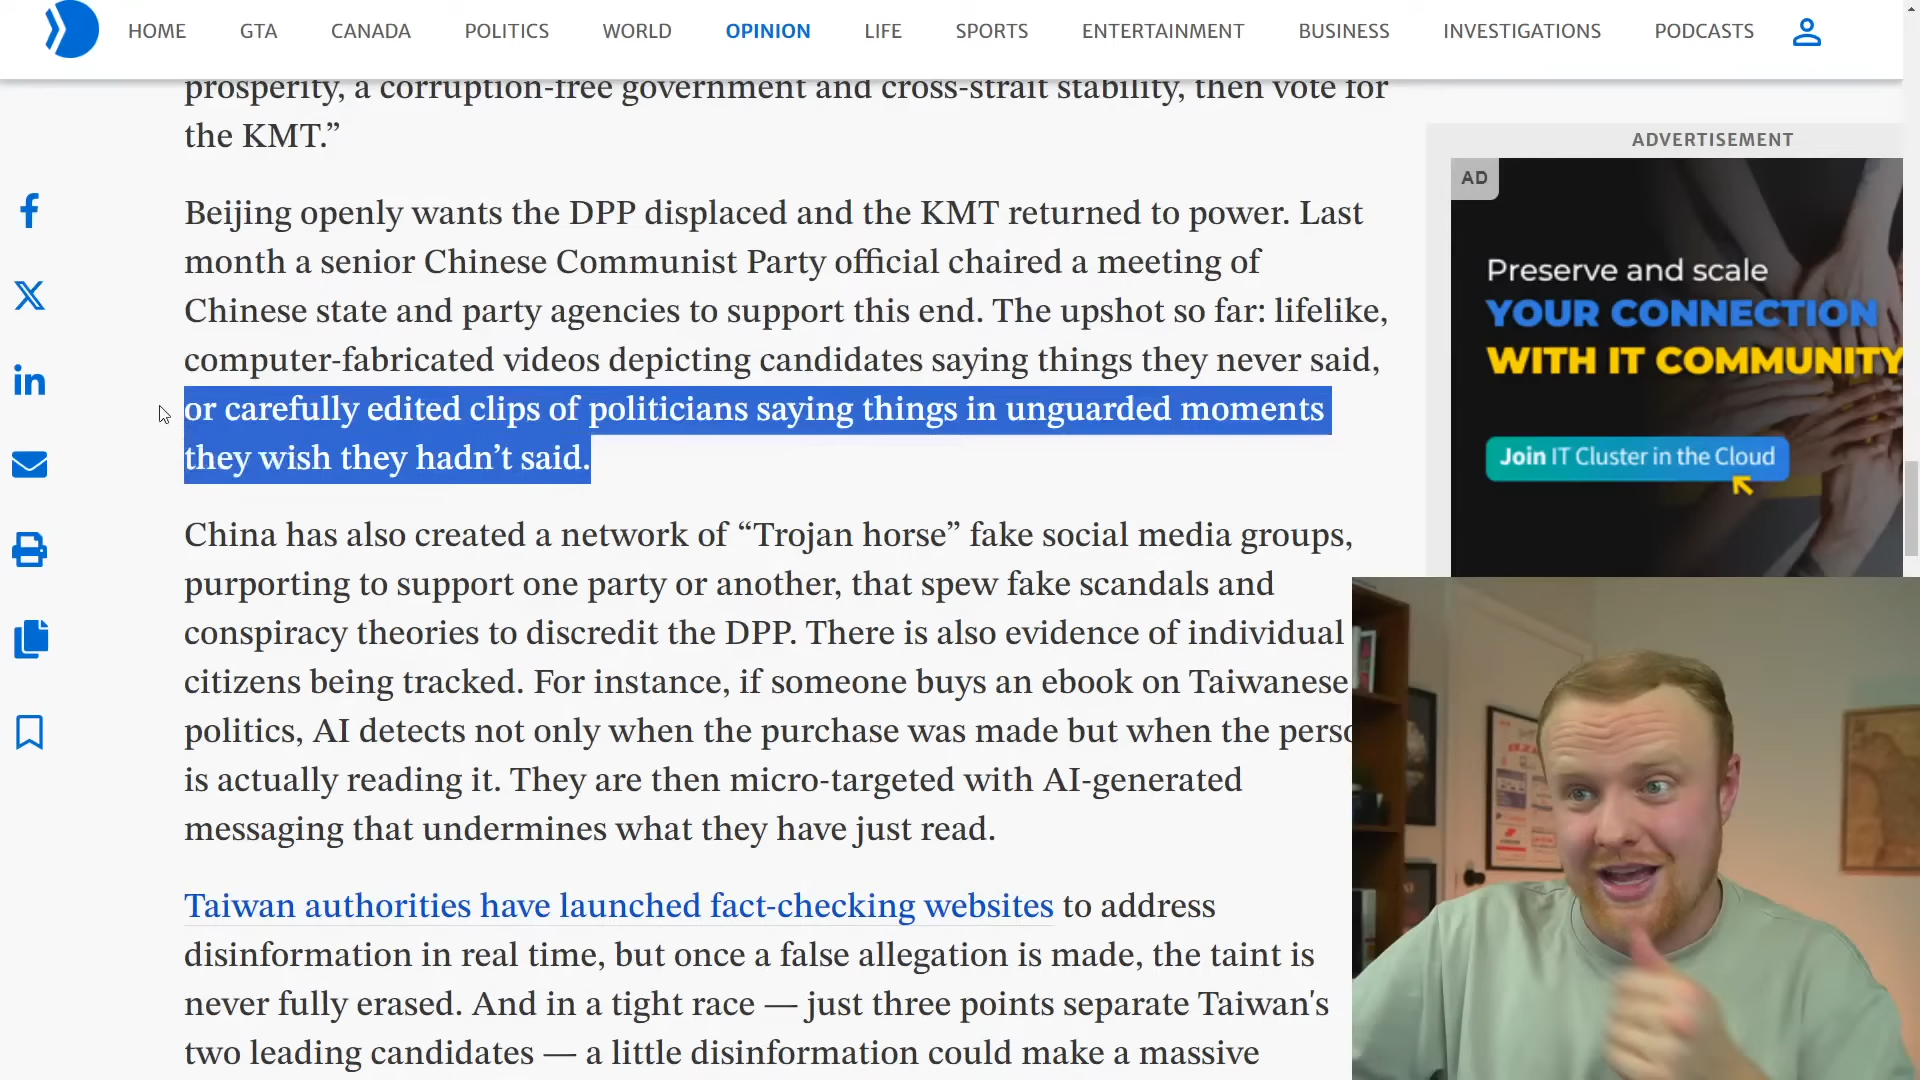 HOME GTA CANADA POLITICS WORLD OPINION LIFE SPORTS ENTERTAINMENT BUSINESS INVESTIGATIONS PODCASTS
prosperity, a corruption-free government and cross-strait stability, then vote for
the KMT.”
Beijing openly wants the DPP displaced and the KMT returned to power. Last
month a senior Chinese Communist Party official chaired a meeting of
Chinese state and party agencies to support this end. The upshot so far: lifelike,
computer-fabricated videos depicting candidates saying things they never said,
or carefully edited clips of politicians saying things in unguarded moments
they wish they hadn’t said.
China has also created a network of “Trojan horse” fake social media groups,
purporting to support one party or another, that spew fake scandals and
conspiracy theories to discredit the DPP. There is also evidence of individual
citizens being tracked. For instance, if someone buys an ebook on Taiwanese
politics, AI detects not only when the purchase was made but when the perso
is actually reading it. They are then micro-targeted with AI-generated
messaging that undermines what they have just read.
Taiwan authorities have launched fact-checking websites to address
disinformation in real time, but once a false allegation is made, the taint is
never fully erased. And in a tight race — just three points separate Taiwan's
two leading candidates — a little disinformation could make a massive
ADVERTISEMENT
AD
Preserve and scale
YOUR CONNECTION
WITH IT COMMUNITY
Join IT Cluster in the Cloud